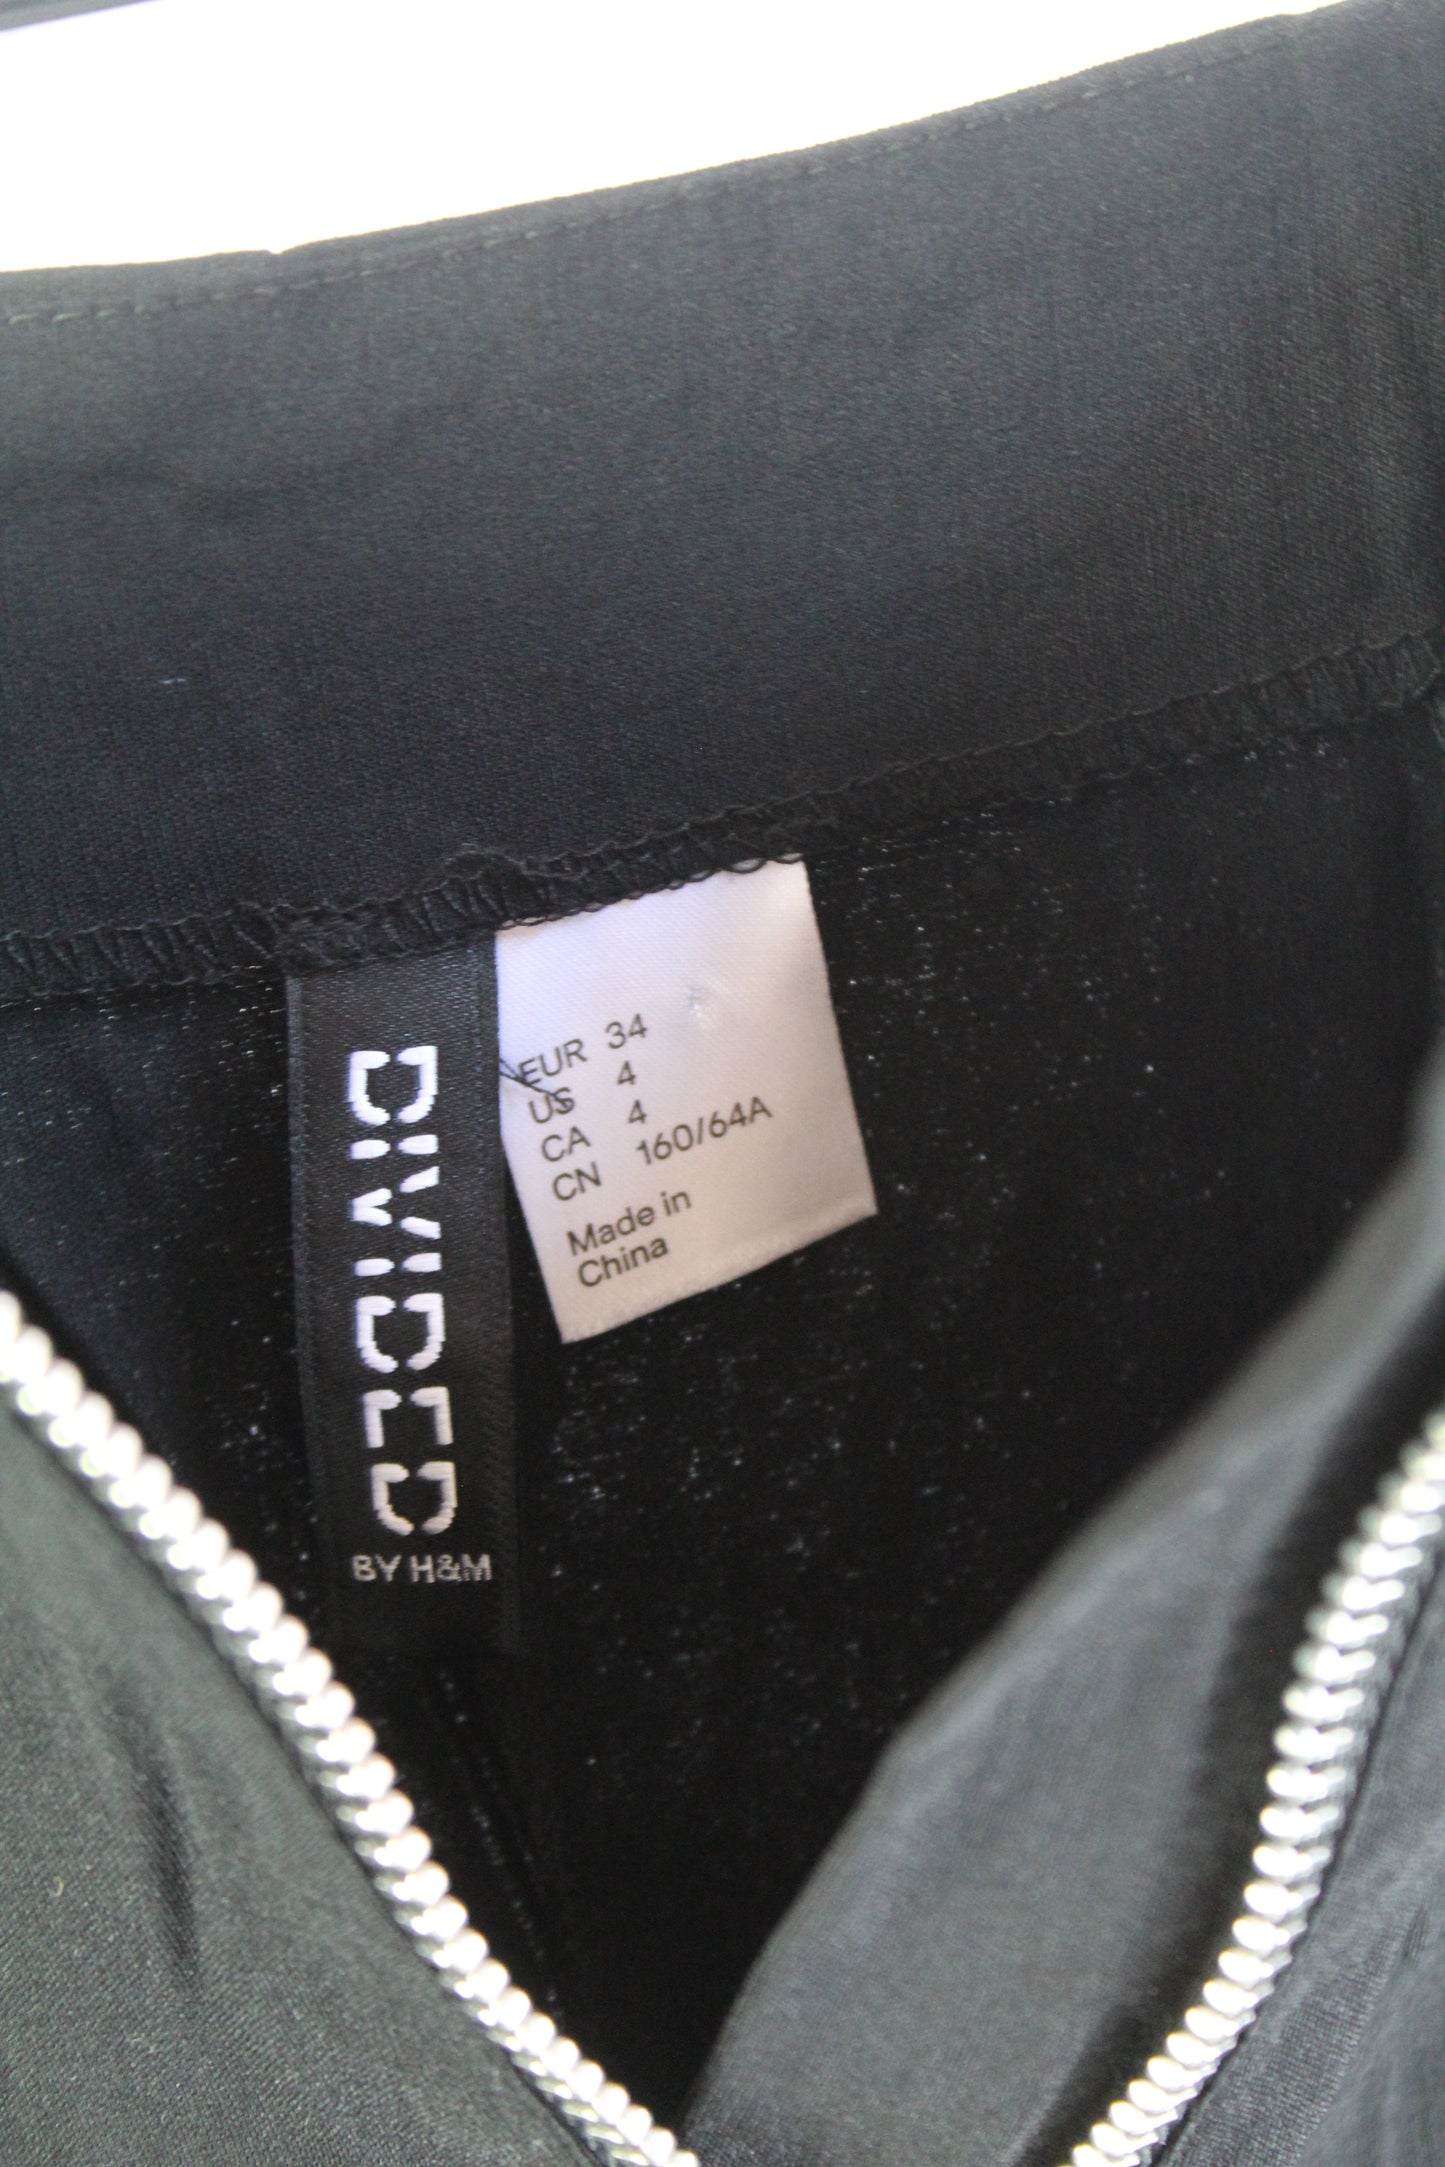 DIVIDED
BY H&M
EUR 34
US 4
CA 4
CN 160/64A
Made in
China